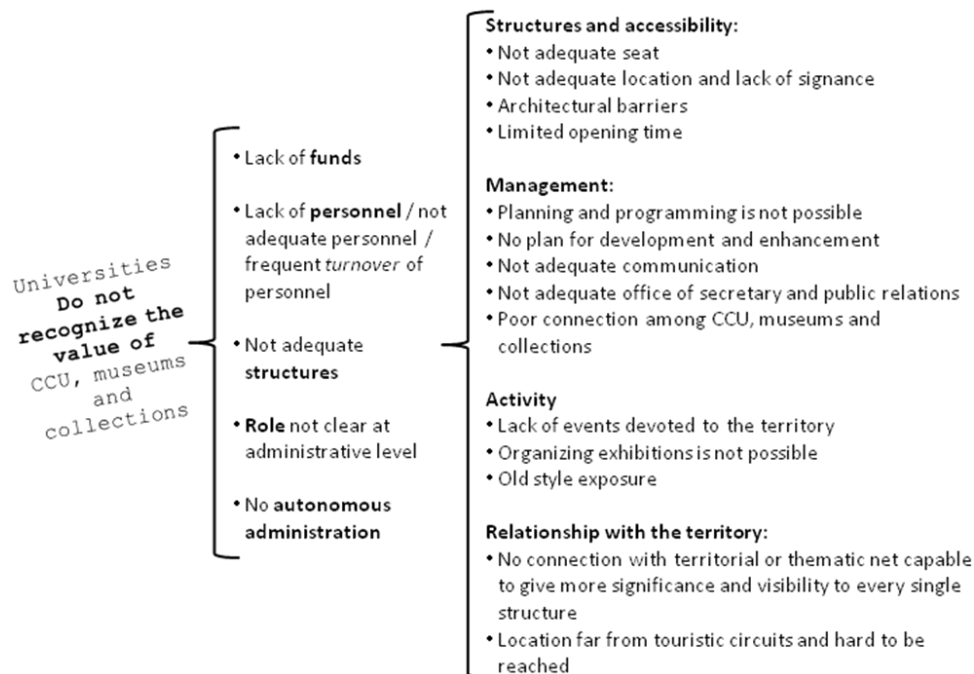 Universities
Do not
recognize the
value of
CCU, museums
and
collections
• Lack of funds
• Lack of personnel / not
adequate personnel /
frequent turnover of
personnel
• Not adequate
structures
• Role not clear at
administrative level
• No autonomous
administration
Structures and accessibility:
• Not adequate seat
• Not adequate location and lack of signance
• Architectural barriers
• Limited opening time
Management:
• Planning and programming is not possible
• No plan for development and enhancement
• Not adequate communication
• Not adequate office of secretary and public relations
• Poor connection among CCU, museums and
collections
Activity
• Lack of events devoted to the territory
• Organizing exhibitions is not possible
• Old style exposure
Relationship with the territory:
• No connection with territorial or thematic net capable
to give more significance and visibility to every single
structure
• Location far from touristic circuits and hard to be
reached